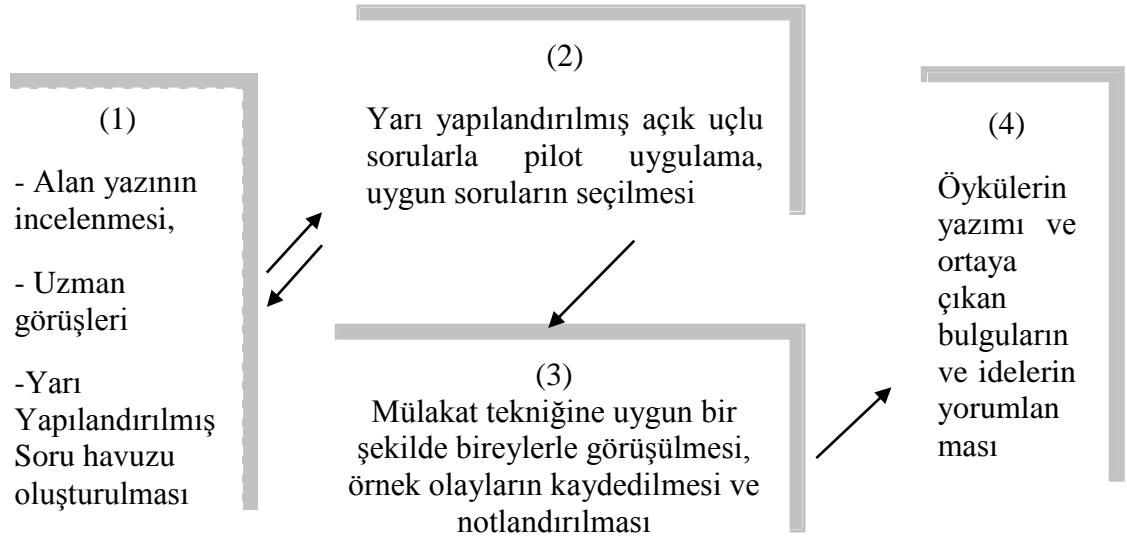 (1)
- Alan yazının
incelenmesi,
- Uzman
görüşleri
-Yarı
Yapılandırılmış
Soru havuzu
oluşturulması
(2)
Yarı yapılandırılmış açık uçlu
sorularla pilot uygulama,
uygun soruların seçilmesi
(3)
Mülakat tekniğine uygun bir
şekilde bireylerle görüşülmesi,
örnek olayların kaydedilmesi ve
notlandırılması
(4)
Öykülerin
yazımı ve
ortaya
çıkan
bulguların
ve idelerin
yorumlan
ması